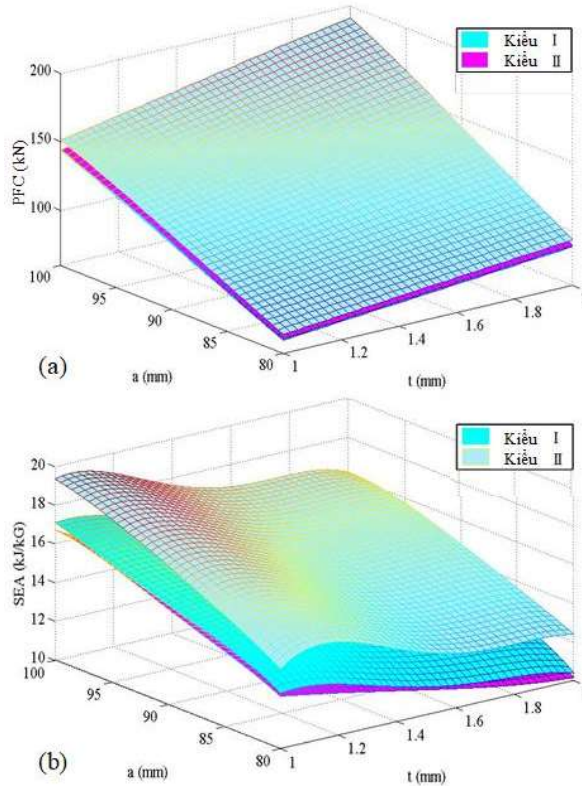 Kiểu I
Kiểu II
200
150
100
PFC (kN)
100
95
90
85
80
a (mm)
1
1.2
1.4
1.6
1.8
t (mm)
(a)
Kiểu I
Kiểu II
20
18
16
14
12
10
SEA (kJ/kG)
100
95
90
85
80
a (mm)
1
1.2
1.4
1.6
1.8
t (mm)
(b)